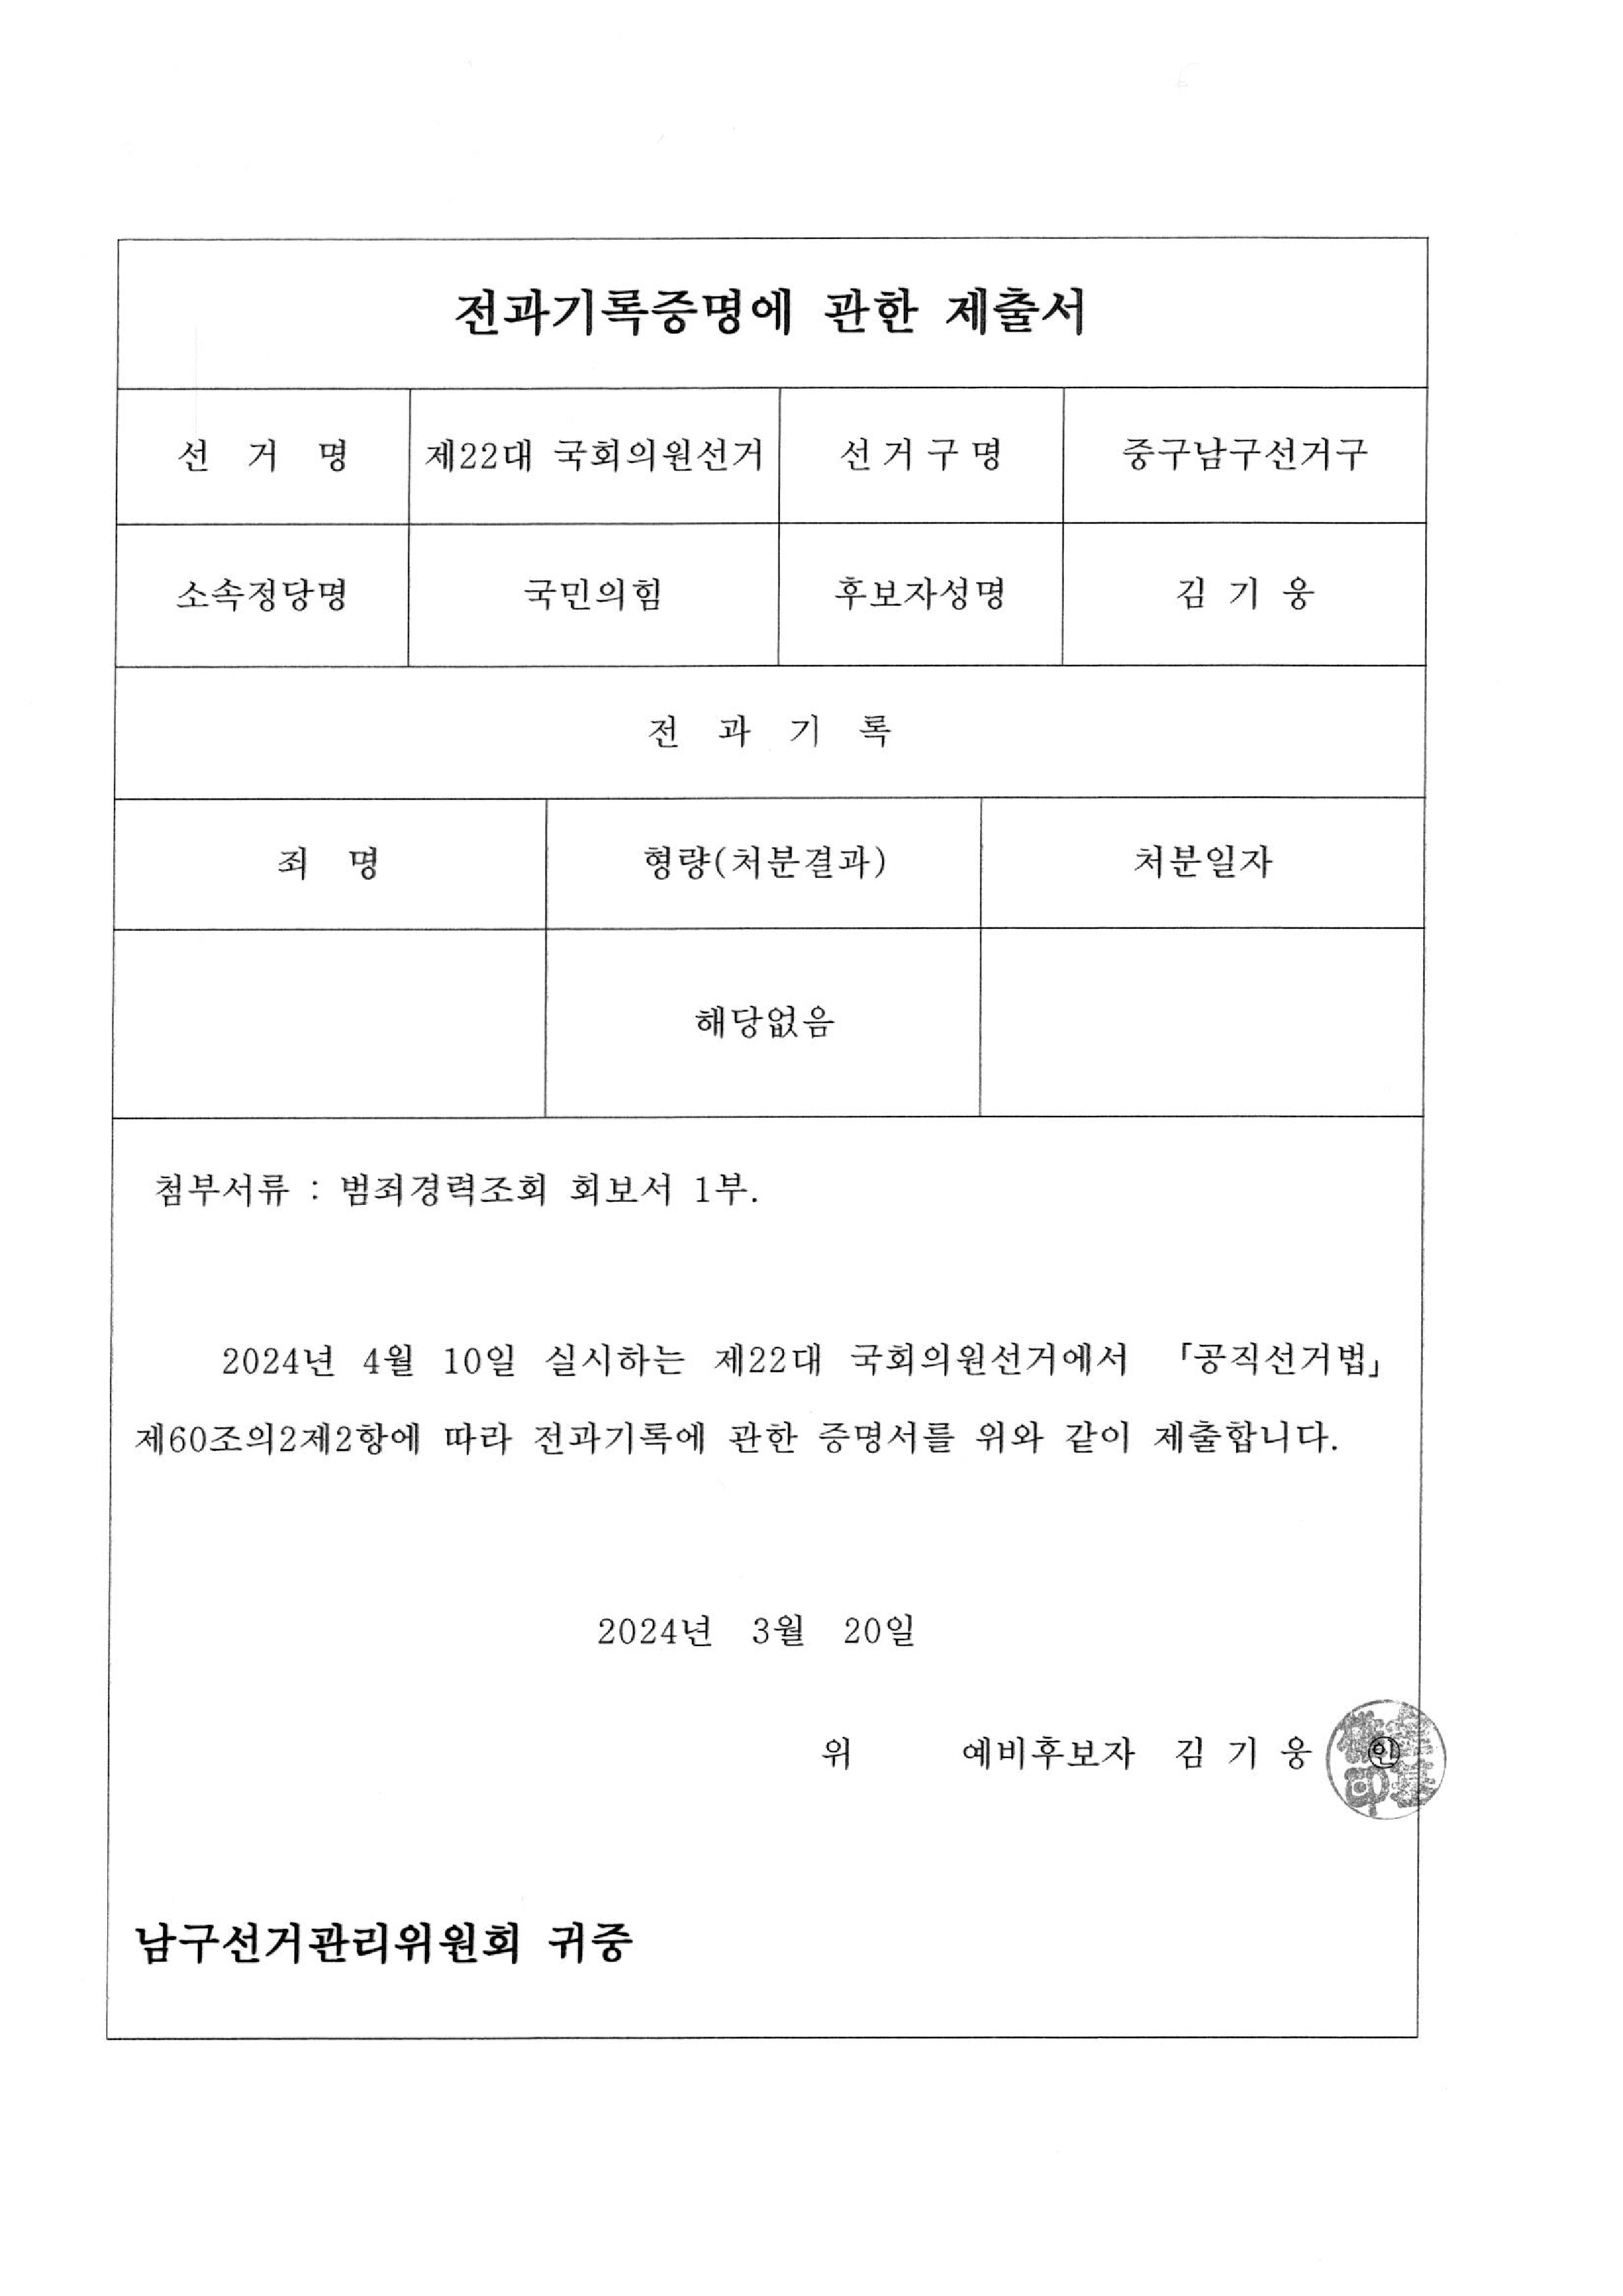 전과기록증명에 관한 제출서
선 거 명 제22대 국회의원선거 선거구명 중구남구선거구
소속정당명 국민의힘 후보자성명 김 기 웅
전 과 기 록
죄 명 형량(처분결과) 처분일자
해당없음
첨부서류 : 범죄경력조회 회보서 1부.
2024년 4월 10일 실시하는 제22대 국회의원선거에서 「공직선거법」
제60조의2제2항에 따라 전과기록에 관한 증명서를 위와 같이 제출합니다.
2024년 3월 20일
위 예비후보자 김 기 웅 ㊞
남구선거관리위원회 귀중